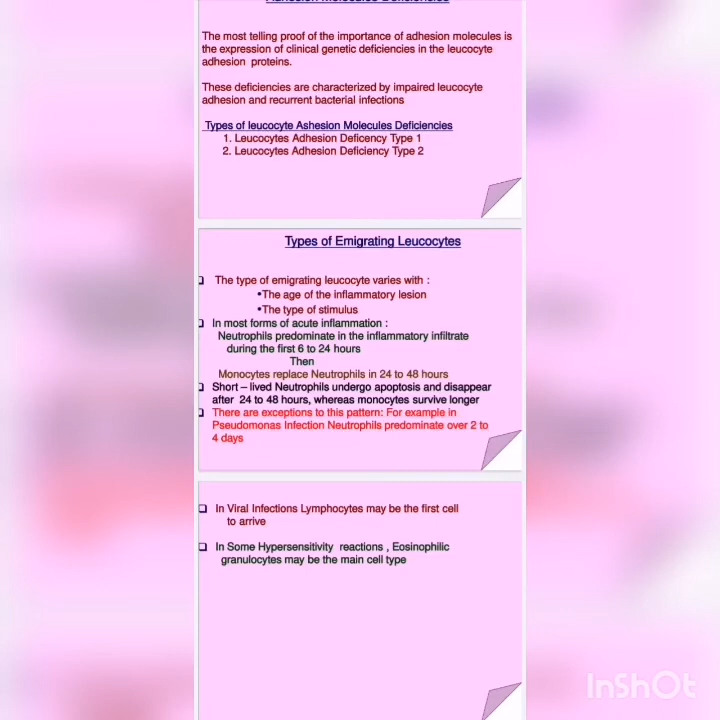 Adhesion Molecules Deficiencies
The most telling proof of the importance of adhesion molecules is
the expression of clinical genetic deficiencies in the leucocyte
adhesion proteins.
These deficiencies are characterized by impaired leucocyte
adhesion and recurrent bacterial infections
Types of leucocyte Ashesion Molecules Deficiencies
1. Leucocytes Adhesion Deficency Type 1
2. Leucocytes Adhesion Deficiency Type 2
Types of Emigrating Leucocytes
The type of emigrating leucocyte varies with :
•The age of the inflammatory lesion
•The type of stimulus
In most forms of acute inflammation :
Neutrophils predominate in the inflammatory infiltrate
during the first 6 to 24 hours
Then
Monocytes replace Neutrophils in 24 to 48 hours
Short – lived Neutrophils undergo apoptosis and disappear
after 24 to 48 hours, whereas monocytes survive longer
There are exceptions to this pattern: For example in
Pseudomonas Infection Neutrophils predominate over 2 to
4 days
In Viral Infections Lymphocytes may be the first cell
to arrive
In Some Hypersensitivity reactions , Eosinophilic
granulocytes may be the main cell type
InShOt